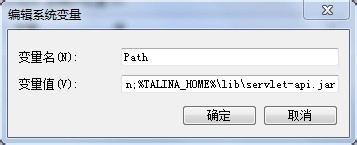 编辑系统变量
变量名(N): Path
变量值(V): n;%TALINA_HOME%\lib\servlet-api.jar
确定 取消